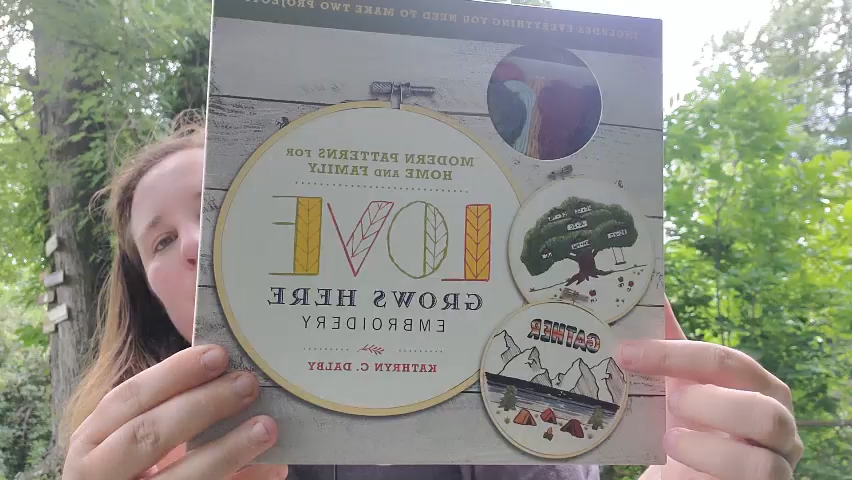 INCLUDES EVERYTHING YOU NEED TO MAKE TWO PROJECTS
MODERN PATTERNS FOR
HOME AND FAMILY
LOVE
GROWS HERE
EMBROIDERY
KATHRYN C. DALBY
GATHER